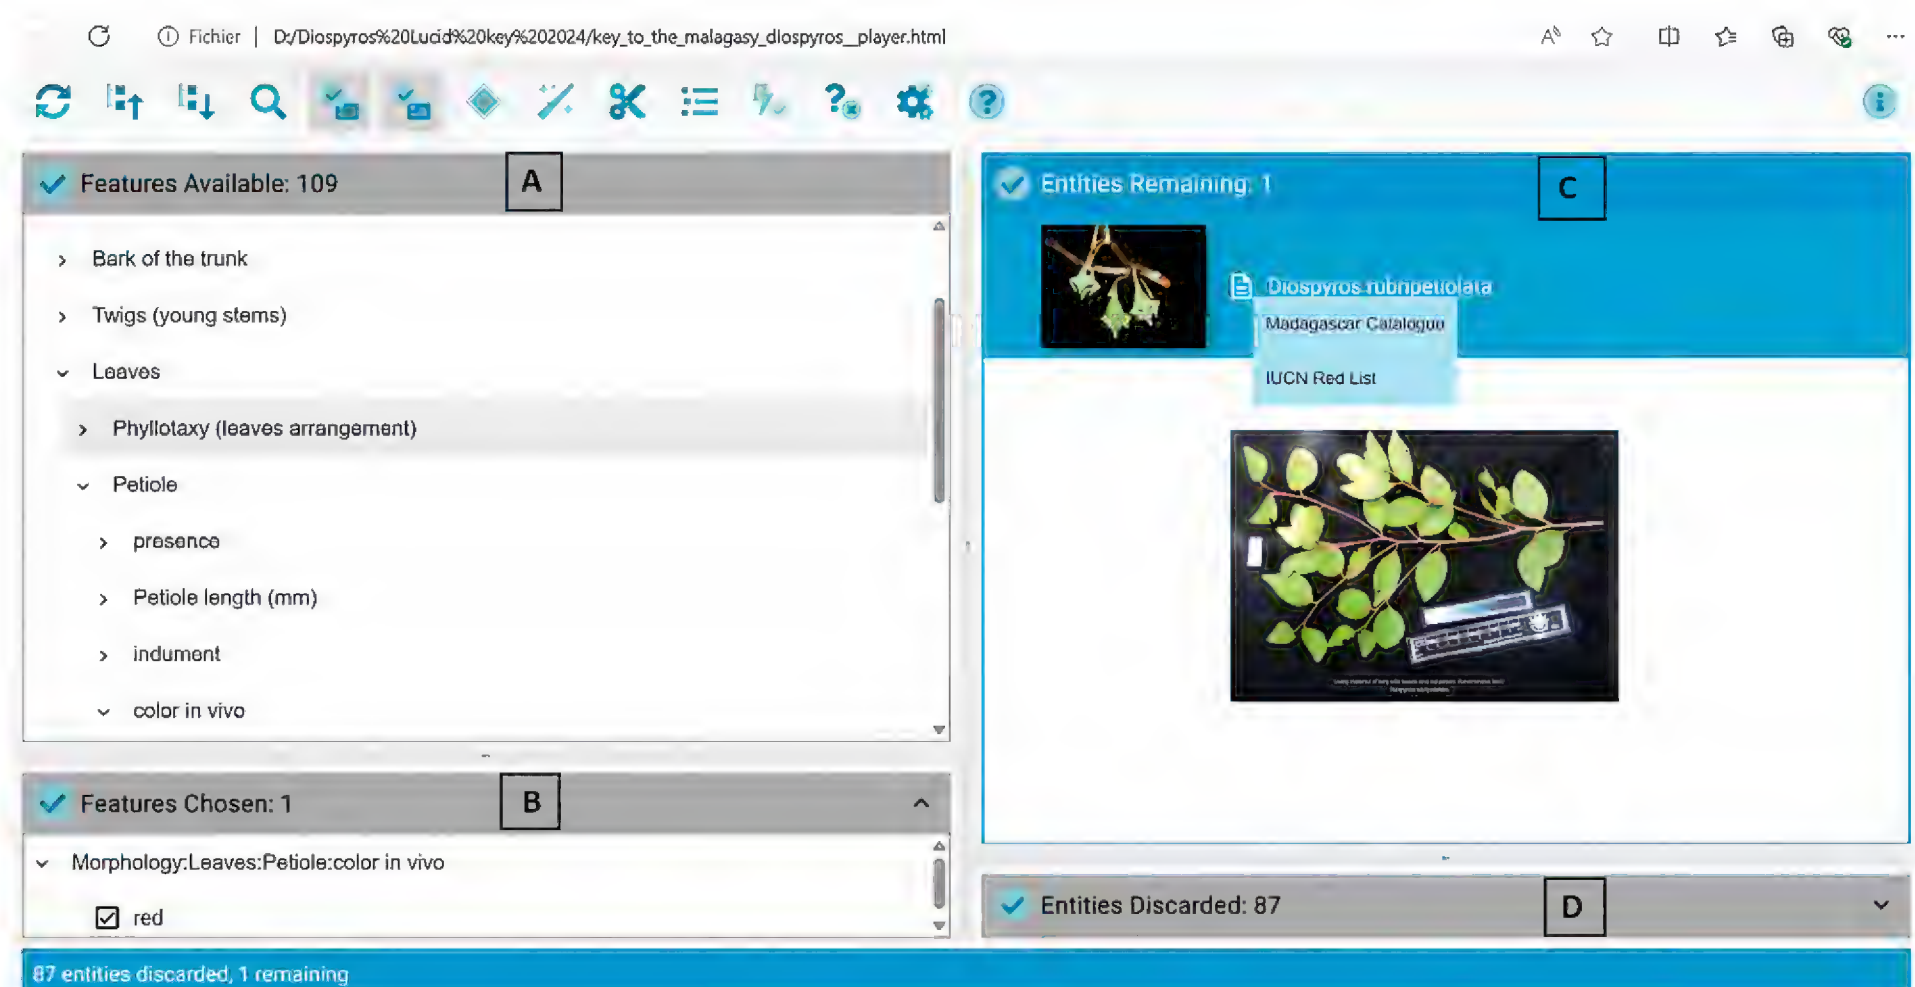 Fichier | D:/Diospyros%20Lucid%20key%202024/key_to_the_malagasy_diospyros__player.html
Features Available: 109
A
Bark of the trunk
Twigs (young stems)
Leaves
Phyllotaxy (leaves arrangement)
Petiole
presence
Petiole length (mm)
indument
color in vivo
Features Chosen: 1
B
Morphology:Leaves:Petiole:color in vivo
red
87 entities discarded, 1 remaining
Entities Remaining: 1
C
Diospyros rubripetiolata
Madagascar Catalogue
IUCN Red List
Entities Discarded: 87
D